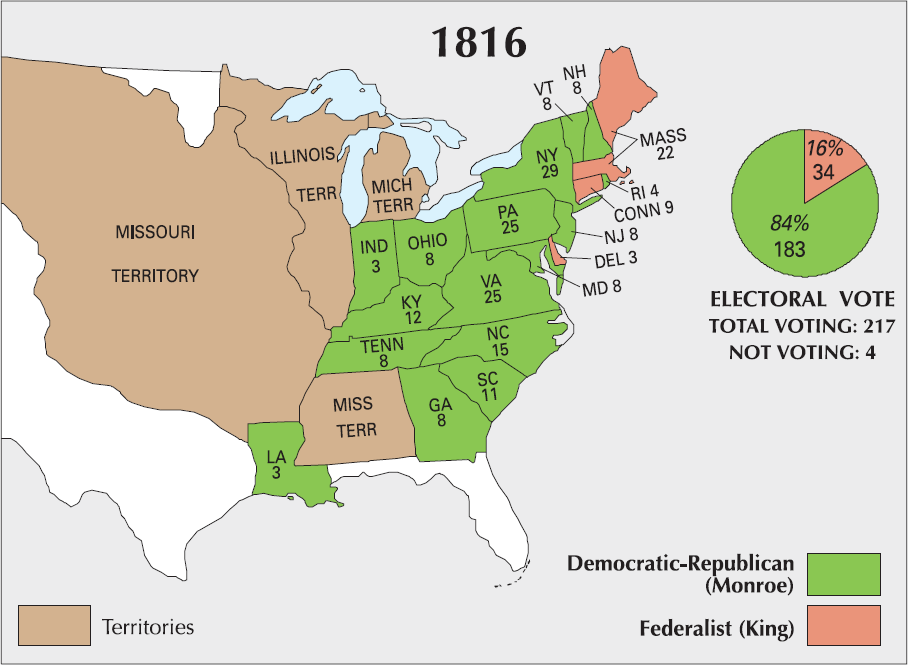 1816
NH
8
VT
8
MASS
22
16%
34
ILLINOIS
TERR
MICH
TERR
NY
29
RI 4
CONN 9
PA
25
84%
183
MISSOURI
TERRITORY
IND
3
OHIO
8
NJ 8
DEL 3
MD 8
VA
25
KY
12
ELECTORAL VOTE
TOTAL VOTING: 217
NOT VOTING: 4
TENN
8
NC
15
SC
11
MISS
TERR
GA
8
LA
3
Democratic-Republican
(Monroe)
Territories
Federalist (King)